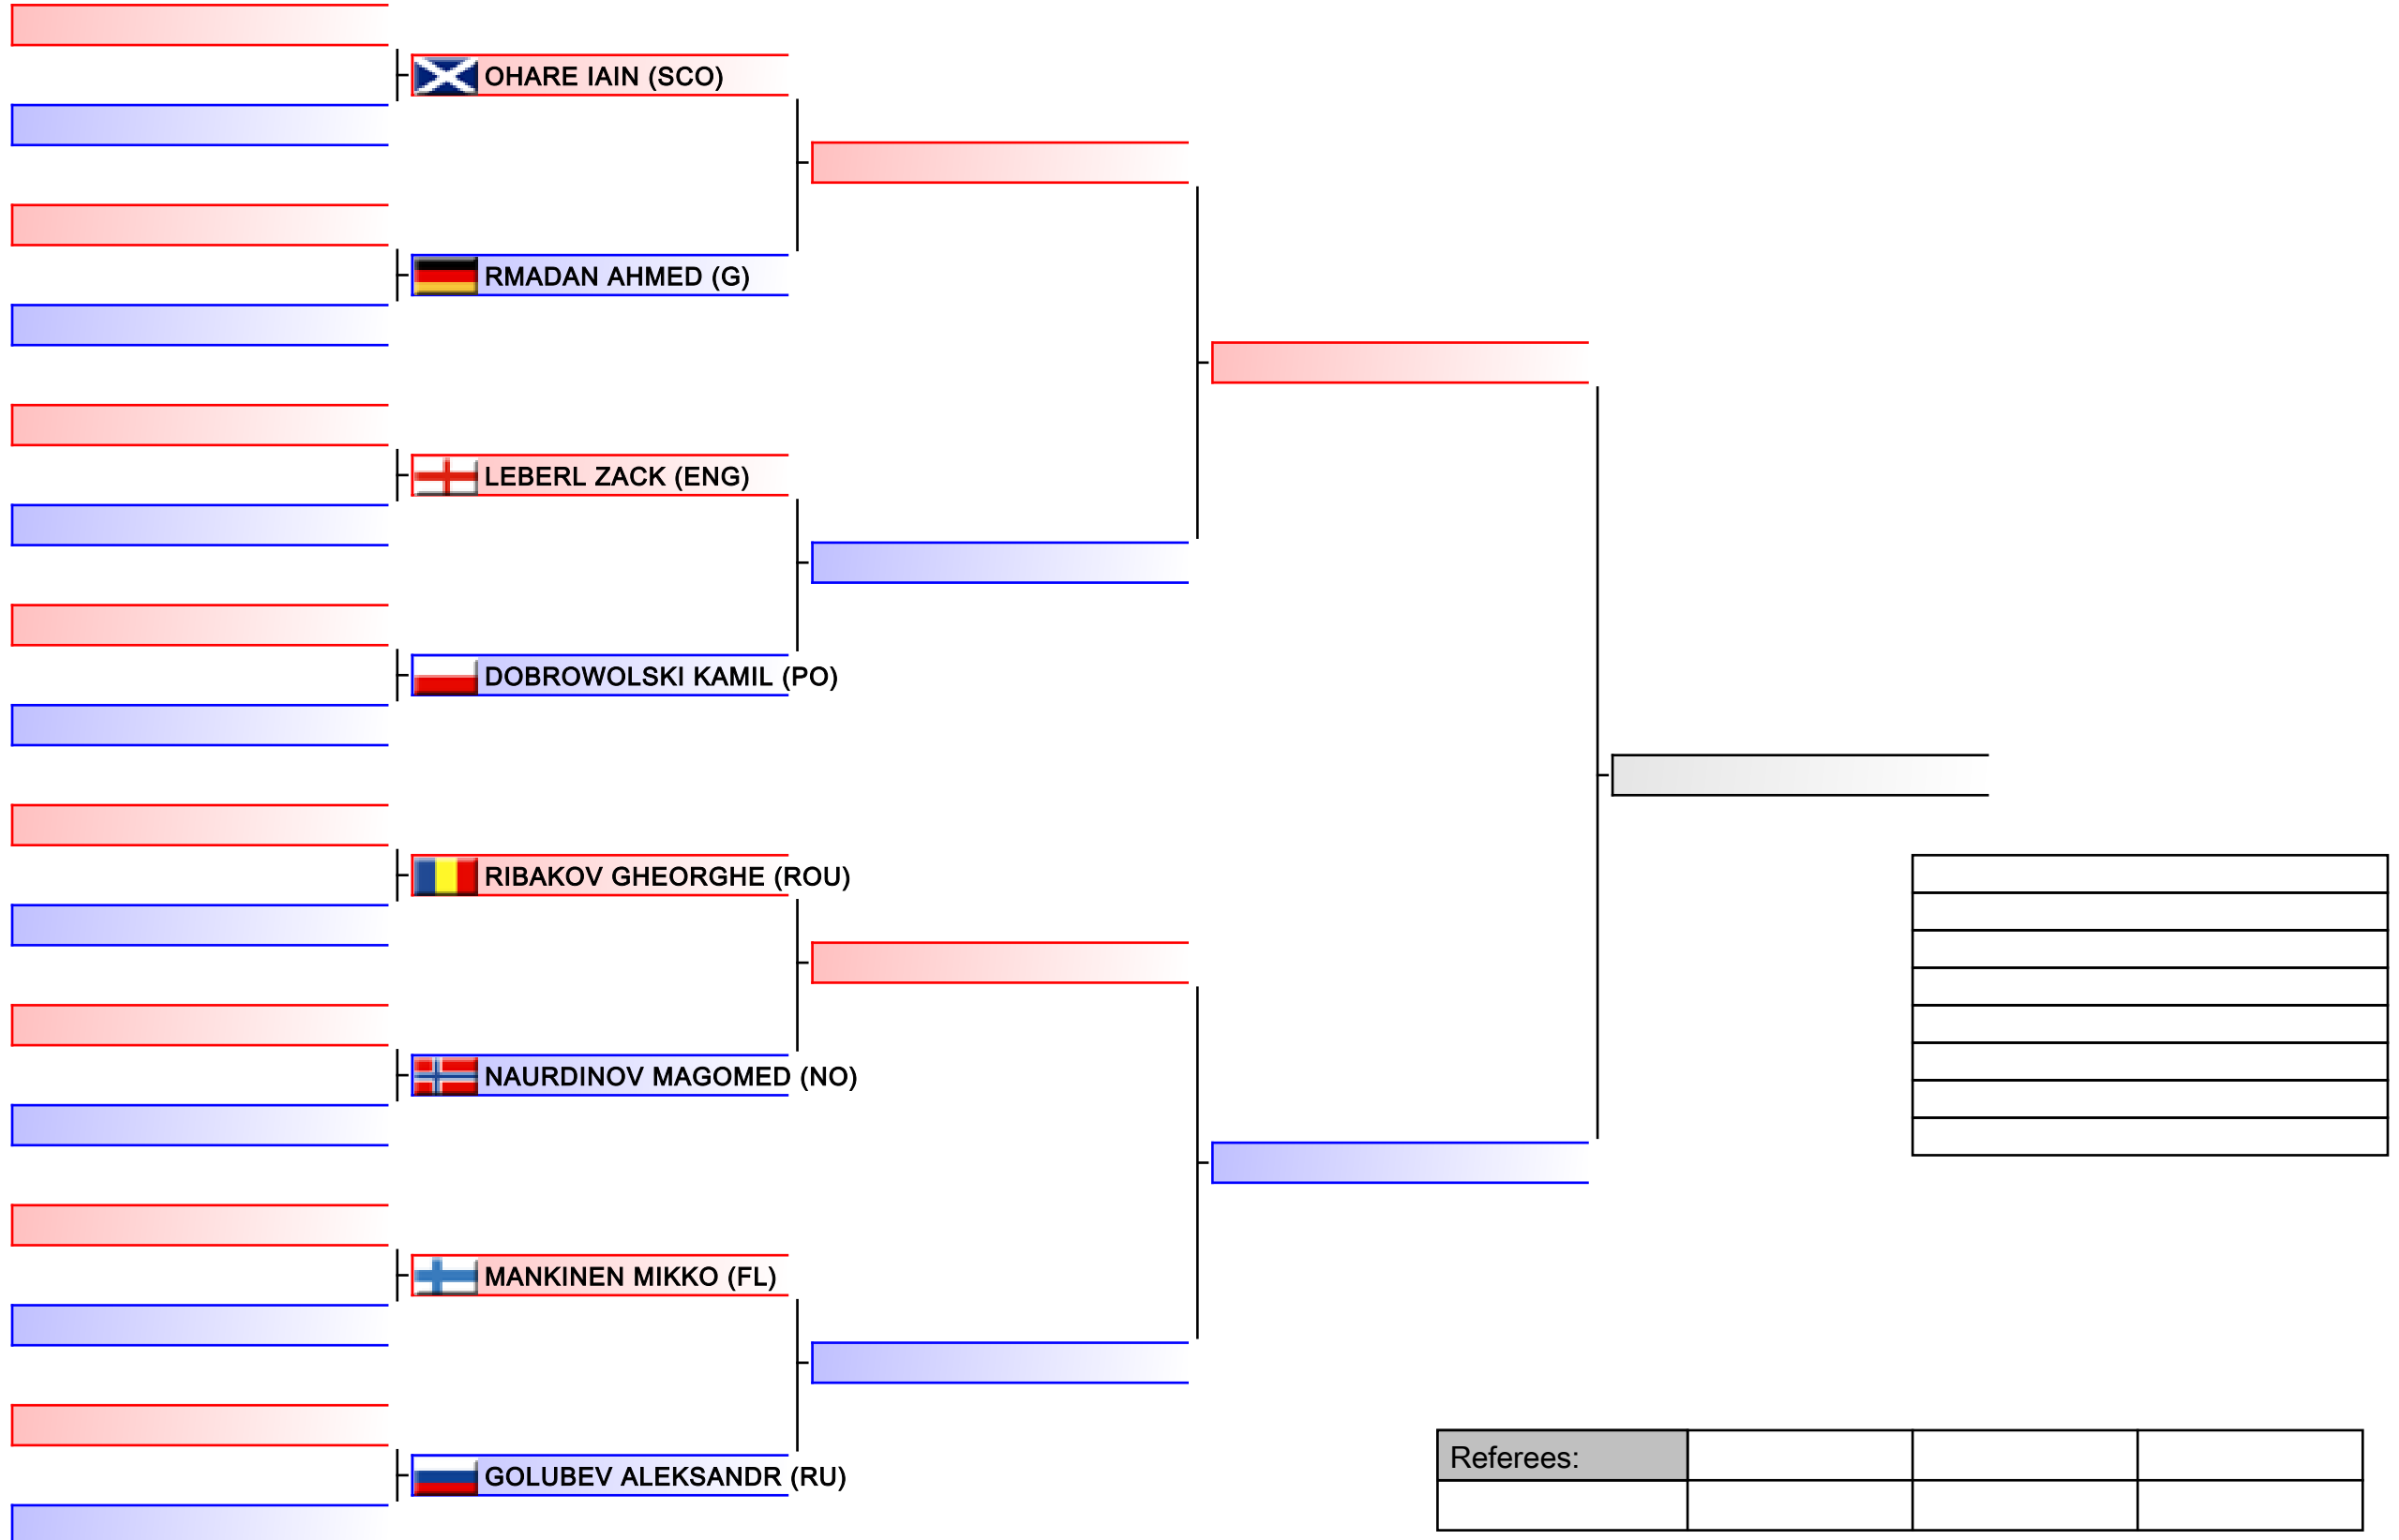 OHARE IAIN (SCO)
RMADAN AHMED (G)
LEBERL ZACK (ENG)
DOBROWOLSKI KAMIL (PO)
RIBAKOV GHEORGHE (ROU)
NAURDINOV MAGOMED (NO)
MANKINEN MIKKO (FL)
GOLUBEV ALEKSANDR (RU)
Referees: